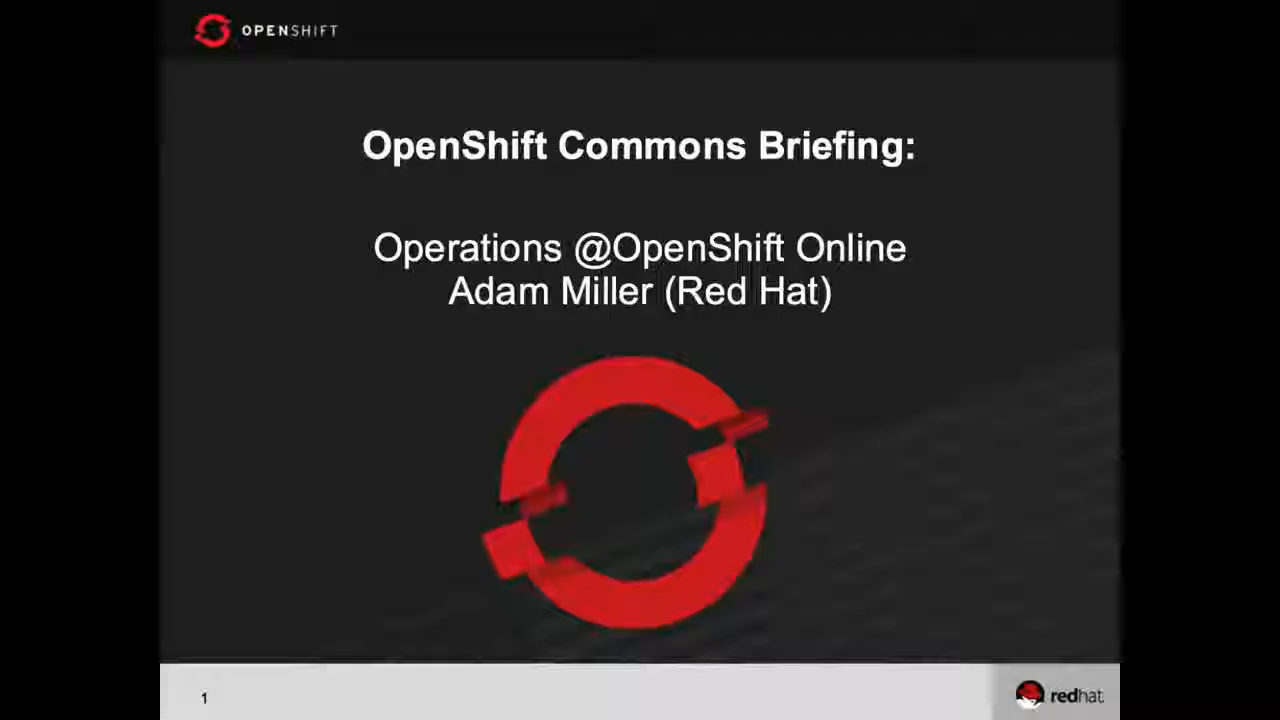 OPENSHIFT
OpenShift Commons Briefing:
Operations @OpenShift Online
Adam Miller (Red Hat)
1
redhat.